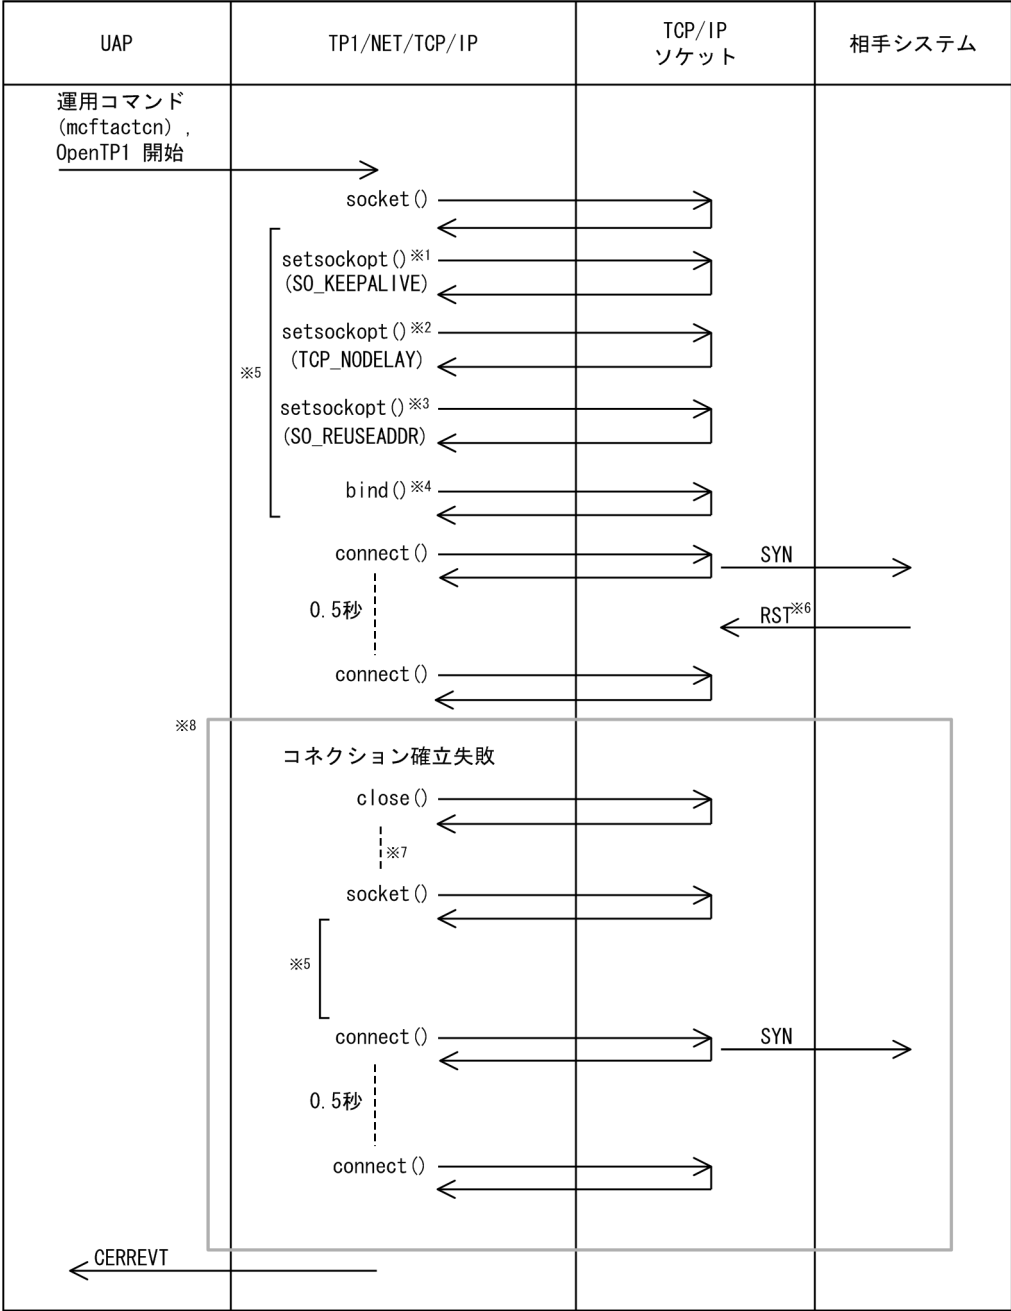 UAP
TP1/NET/TCP/IP
TCP/IP
ソケット
相手システム
運用コマンド
(mcftactcn),
OpenTP1 開始
socket()
setsockopt()※1
(SO_KEEPALIVE)
setsockopt()※2
(TCP_NODELAY)
※5
setsockopt()※3
(SO_REUSEADDR)
bind()※4
connect()
SYN
0.5秒
RST※6
connect()
※8
コネクション確立失敗
close()
※7
socket()
※5
connect()
SYN
0.5秒
connect()
CERREVT